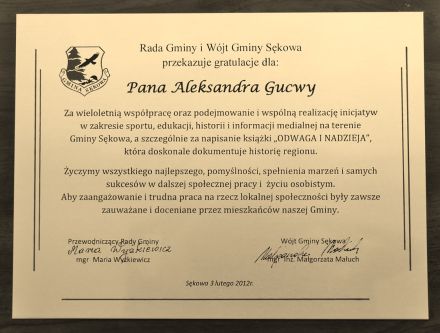 Rada Gminy i Wójt Gminy Sękowa
przekazuje gratulacje dla:
Pana Aleksandra Gucwy
Za wieloletnią współpracę oraz podejmowanie i wspólną realizację inicjatyw
w zakresie sportu, edukacji, historii i informacji medialnej na terenie
Gminy Sękowa, a szczególnie za napisanie książki „ODWAGA I NADZIEJA”,
która doskonale dokumentuje historię regionu.
Życzymy wszystkiego najlepszego, pomyślności, spełnienia marzeń i samych
sukcesów w dalszej społecznej pracy i życiu osobistym.
Aby zaangażowanie i trudna praca na rzecz lokalnej społeczności były zawsze
zauważane i doceniane przez mieszkańców naszej Gminy.
Przewodniczący Rady Gminy
Maria Wyżkiewicz
mgr Maria Wyżkiewicz
Wójt Gminy Sękowa
Małgorzata Małuch
mgr inż. Małgorzata Małuch
Sękowa 3 lutego 2012r.
GMINA SĘKOWA